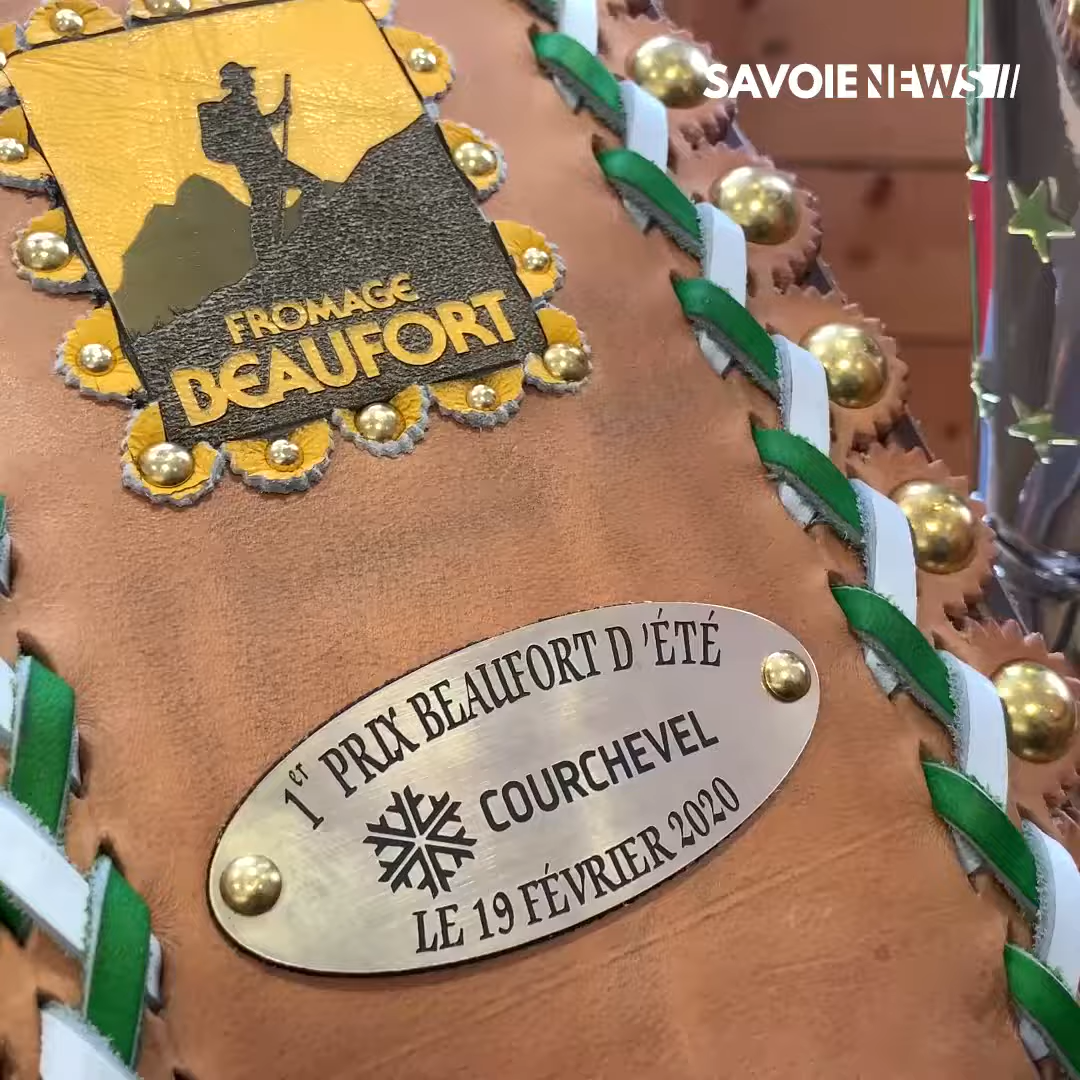 SAVOIE NEWS
FROMAGE
BEAUFORT
1er PRIX BEAUFORT D'ÉTÉ
COURCHEVEL
LE 19 FÉVRIER 2020